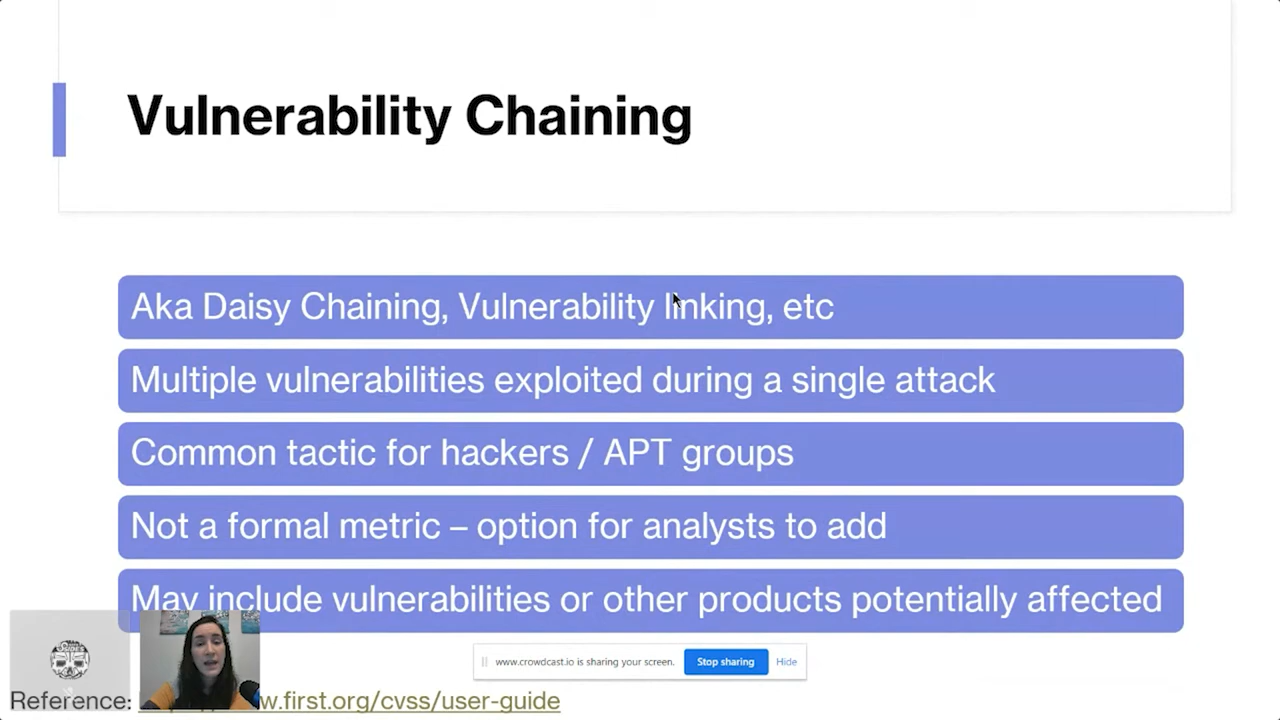 Vulnerability Chaining
Aka Daisy Chaining, Vulnerability linking, etc
Multiple vulnerabilities exploited during a single attack
Common tactic for hackers / APT groups
Not a formal metric – option for analysts to add
May include vulnerabilities or other products potentially affected
SIDES
www.crowdcast.io is sharing your screen.
Stop sharing
Hide
Reference: w.first.org/cvss/user-guide